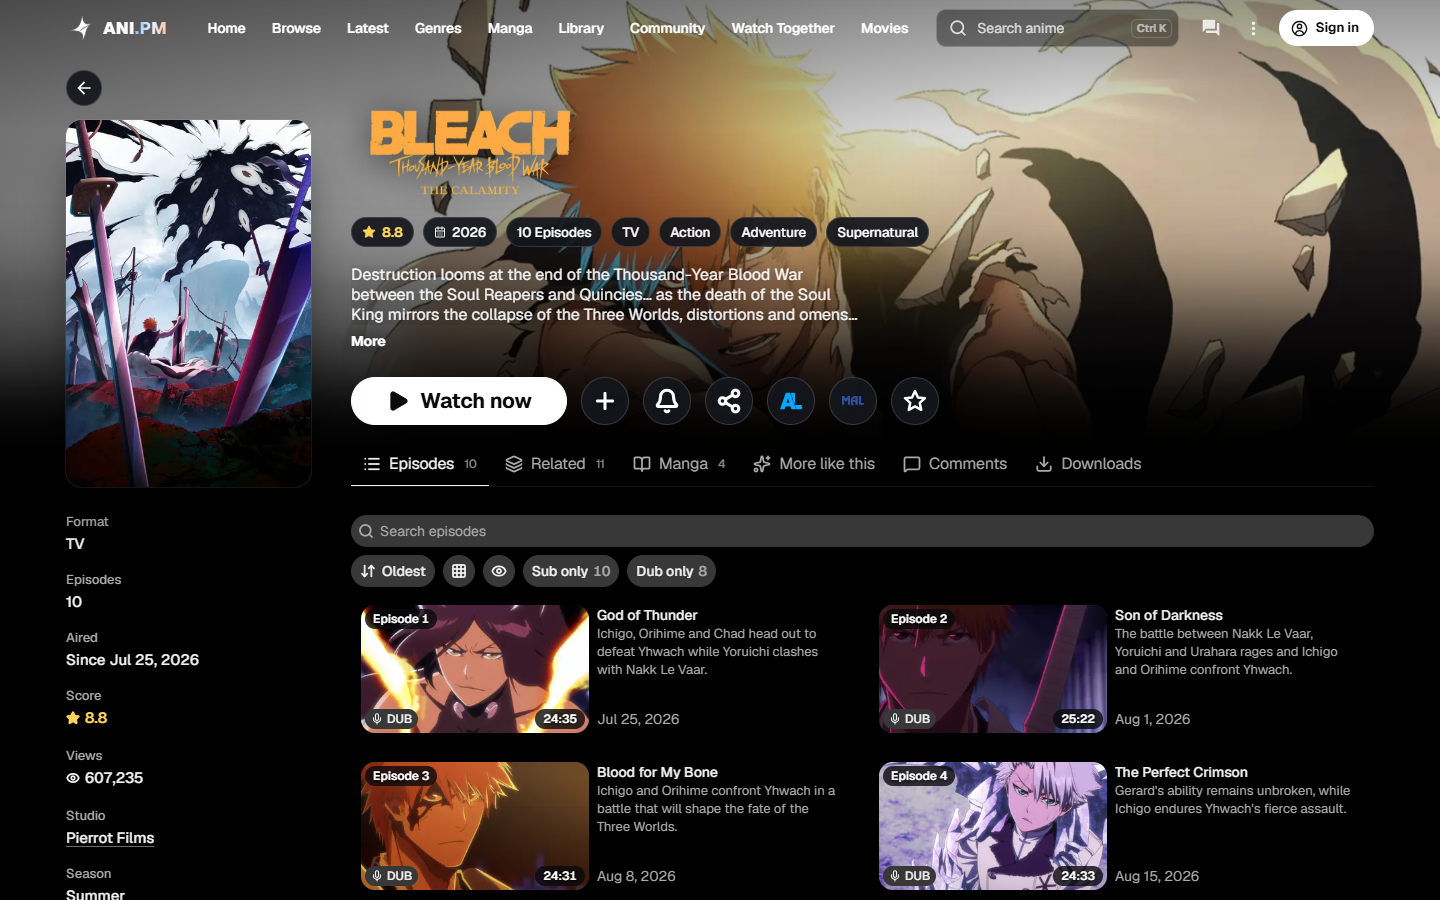 ANI.PM
Home
Browse
Latest
Genres
Manga
Library
Community
Watch Together
Movies
Search anime
Ctrl K
Sign in
BLEACH
THOUSAND-YEAR BLOOD WAR
THE CALAMITY
8.8
2026
10 Episodes
TV
Action
Adventure
Supernatural
Destruction looms at the end of the Thousand-Year Blood War
between the Soul Reapers and Quincies... as the death of the Soul
King mirrors the collapse of the Three Worlds, distortions and omens...
More
Watch now
AL
MAL
Episodes 10
Related 11
Manga 4
More like this
Comments
Downloads
Format
TV
Episodes
10
Aired
Since Jul 25, 2026
Score
8.8
Views
607,235
Studio
Pierrot Films
Season
Summer
Search episodes
Oldest
Sub only 10
Dub only 8
Episode 1
DUB
24:35
God of Thunder
Ichigo, Orihime and Chad head out to
defeat Yhwach while Yoruichi clashes
with Nakk Le Vaar.
Jul 25, 2026
Episode 2
DUB
25:22
Son of Darkness
The battle between Nakk Le Vaar,
Yoruichi and Urahara rages and Ichigo
and Orihime confront Yhwach.
Aug 1, 2026
Episode 3
DUB
24:31
Blood for My Bone
Ichigo and Orihime confront Yhwach in a
battle that will shape the fate of the
Three Worlds.
Aug 8, 2026
Episode 4
DUB
24:33
The Perfect Crimson
Gerard's ability remains unbroken, while
Ichigo endures Yhwach's fierce assault.
Aug 15, 2026